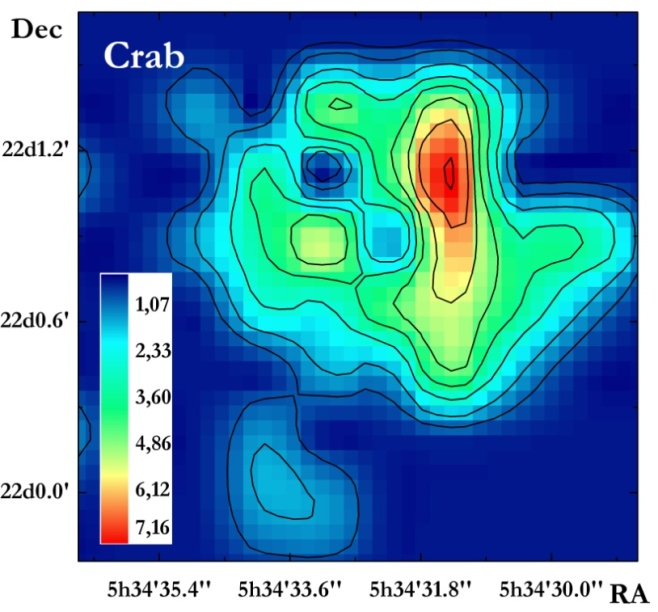 Dec
Crab
22d1.2'
22d0.6'
22d0.0'
1,07
2,33
3,60
4,86
6,12
7,16
5h34'35.4'' 5h34'33.6'' 5h34'31.8'' 5h34'30.0'' RA